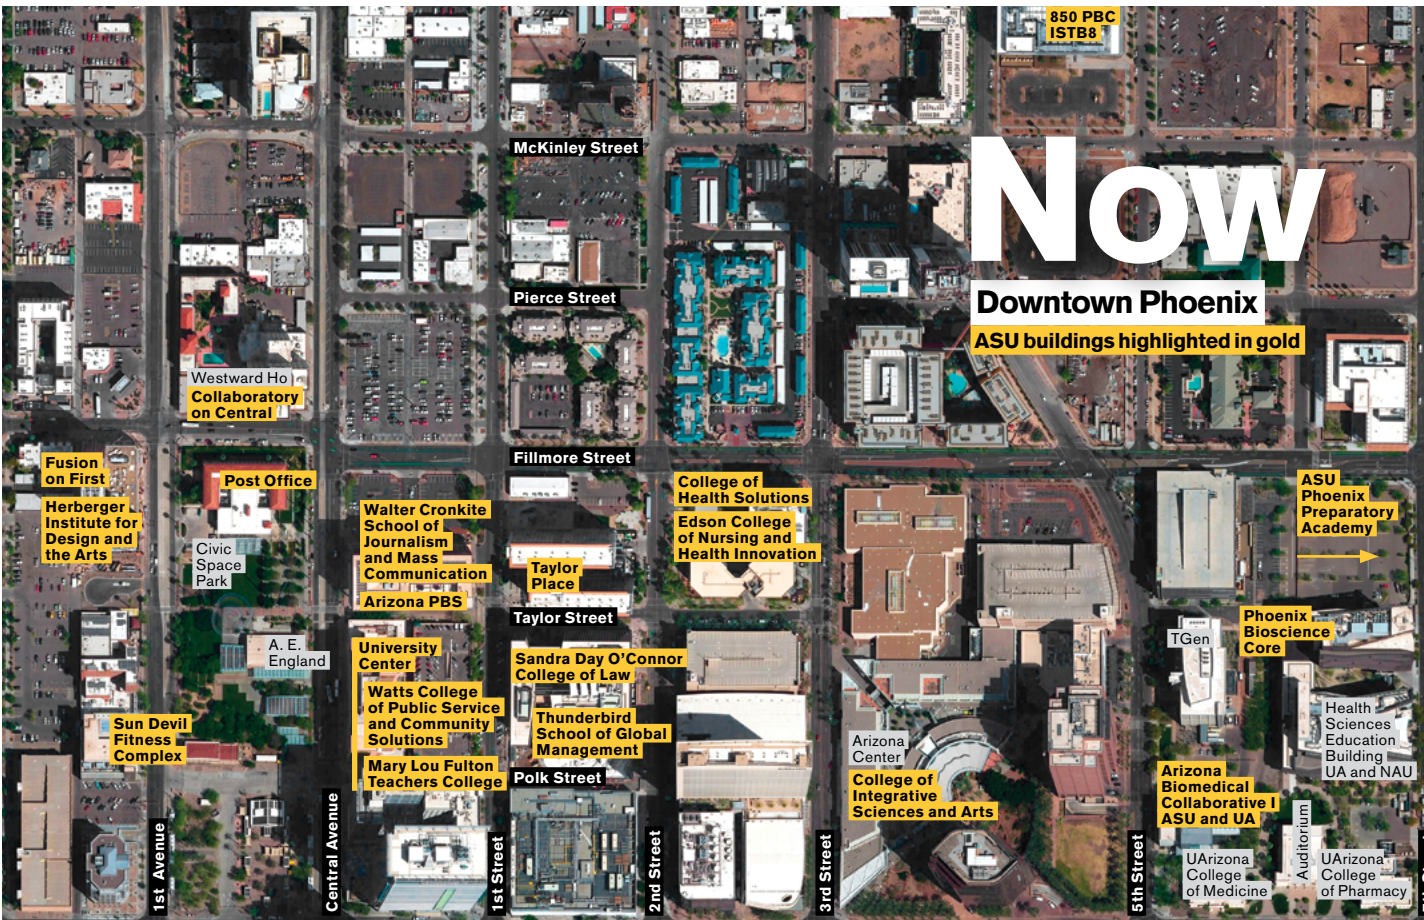 850 PBC
ISTB8
Now
Downtown Phoenix
ASU buildings highlighted in gold
McKinley Street
Pierce Street
Westward Ho
Collaboratory
on Central
Fillmore Street
Fusion
on First
Herberger
Institute for
Design and
the Arts
Post Office
Civic
Space
Park
Walter Cronkite
School of
Journalism
and Mass
Communication
Arizona PBS
Taylor
Place
College of
Health Solutions
Edson College
of Nursing and
Health Innovation
ASU
Phoenix
Preparatory
Academy
Taylor Street
A. E.
England
University
Center
Watts College
of Public Service
and Community
Solutions
Mary Lou Fulton
Teachers College
Sandra Day O'Connor
College of Law
Thunderbird
School of Global
Management
Polk Street
Sun Devil
Fitness
Complex
TGen
Phoenix
Bioscience
Core
Health
Sciences
Education
Building
UA and NAU
Arizona
Center
College of
Integrative
Sciences and Arts
Arizona
Biomedical
Collaborative I
ASU and UA
UArizona
College
of Medicine
Auditorium
UArizona
College
of Pharmacy
1st Avenue
Central Avenue
1st Street
2nd Street
3rd Street
5th Street